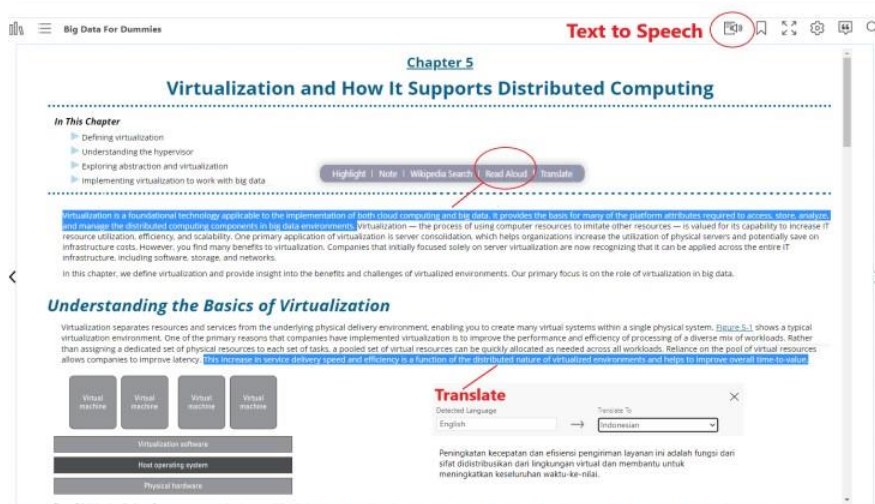 Big Data For Dummies
Text to Speech
Chapter 5
Virtualization and How It Supports Distributed Computing
In This Chapter
Defining virtualization
Understanding the hypervisor
Exploring abstraction and virtualization
Implementing virtualization to work with big data
Highlight | Note | Wikipedia Search | Read Aloud | Translate
Virtualization is a foundational technology applicable to the implementation of both cloud computing and big data. It provides the basis for many of the platform attributes required to access, store, analyze,
and manage the distributed computing components in big data environments. Virtualization — the process of using computer resources to imitate other resources — is valued for its capability to increase IT
resource utilization, efficiency, and scalability. One primary application of virtualization is server consolidation, which helps organizations increase the utilization of physical servers and potentially save on
infrastructure costs. However, you find many benefits to virtualization. Companies that initially focused solely on server virtualization are now recognizing that it can be applied across the entire IT
infrastructure, including software, storage, and networks.
In this chapter, we define virtualization and provide insight into the benefits and challenges of virtualized environments. Our primary focus is on the role of virtualization in big data.
Understanding the Basics of Virtualization
Virtualization separates resources and services from the underlying physical delivery environment, enabling you to create many virtual systems within a single physical system. Figure 5-1 shows a typical
virtualization environment. One of the primary reasons that companies have implemented virtualization is to improve the performance and efficiency of processing of a diverse mix of workloads. Rather
than assigning a dedicated set of physical resources to each set of tasks, a pooled set of virtual resources can be quickly allocated as needed across all workloads. Reliance on the pool of virtual resources
allows companies to improve latency. This increase in service delivery speed and efficiency is a function of the distributed nature of virtualized environments and helps to improve overall time-to-value.
Virtual machine
Virtual machine
Virtual machine
Virtual machine
Virtualization software
Host operating system
Physical hardware
Translate
Detected Language
Translate To
English
Indonesian
Peningkatan kecepatan dan efisiensi pengiriman layanan ini adalah fungsi dari
sifat didistribusikan dari lingkungan virtual dan membantu untuk
meningkatkan keseluruhan waktu-ke-nilai.